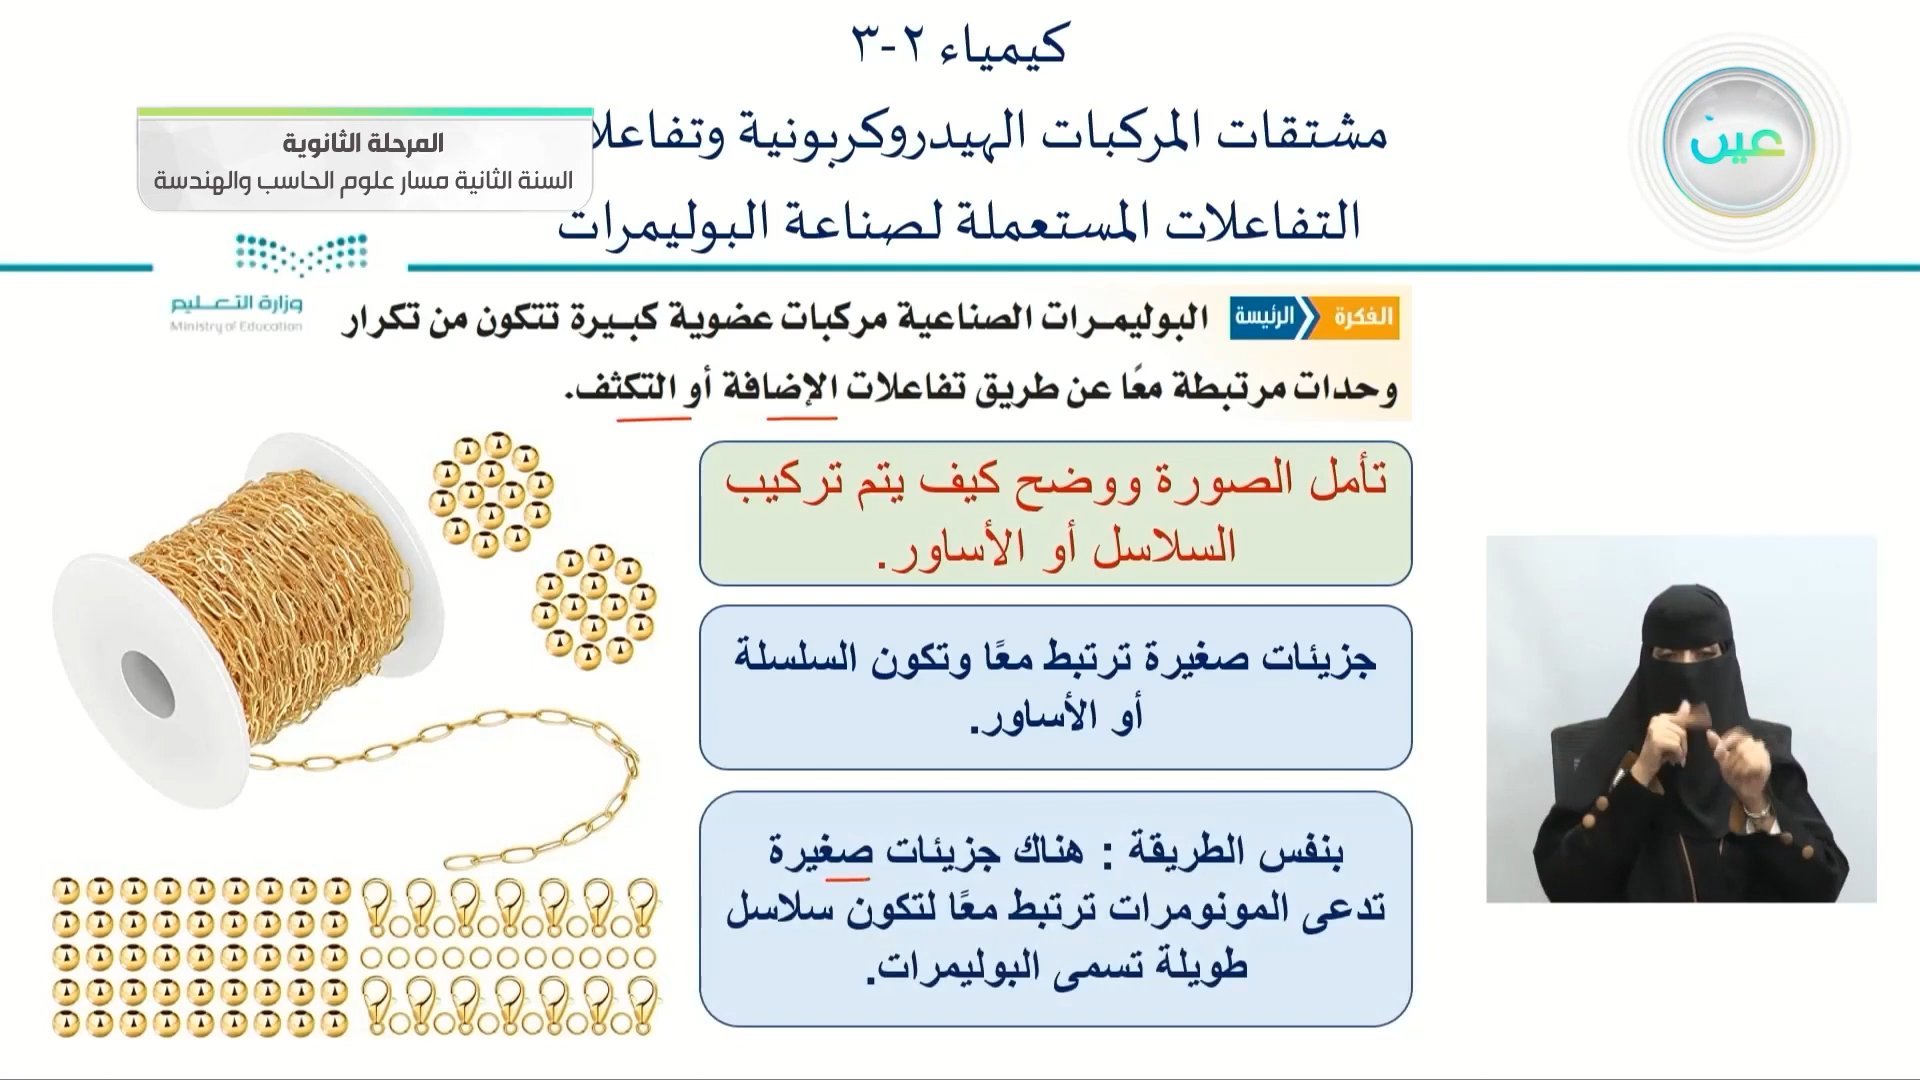 كيمياء ٢-٣
عين
مشتقات المركبات الهيدروكربونية وتفاعلا
المرحلة الثانوية
السنة الثانية مسار علوم الحاسب والهندسة
التفاعلات المستعملة لصناعة البوليمرات
وزارة التعليم
Ministry of Education
الفكرة الرئيسة البوليمرات الصناعية مركبات عضوية كبيرة تتكون من تكرار
وحدات مرتبطة معًا عن طريق تفاعلات الإضافة أو التكثف.
تأمل الصورة ووضح كيف يتم تركيب
السلاسل أو الأساور.
جزيئات صغيرة ترتبط معًا وتكون السلسلة
أو الأساور.
بنفس الطريقة : هناك جزيئات صغيرة
تدعى المونومرات ترتبط معًا لتكون سلاسل
طويلة تسمى البوليمرات.